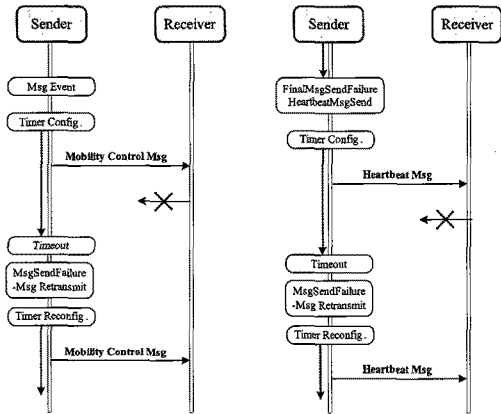 Sender
Receiver
Msg Event
Timer Config.
Mobility Control Msg
Timeout
MsgSendFailure
-Msg Retransmit
Timer Reconfig.
Mobility Control Msg
Sender
Receiver
FinalMsgSendFailure
HeartbeatMsgSend
Timer Config.
Heartbeat Msg
Timeout
MsgSendFailure
-Msg Retransmit
Timer Reconfig.
Heartbeat Msg